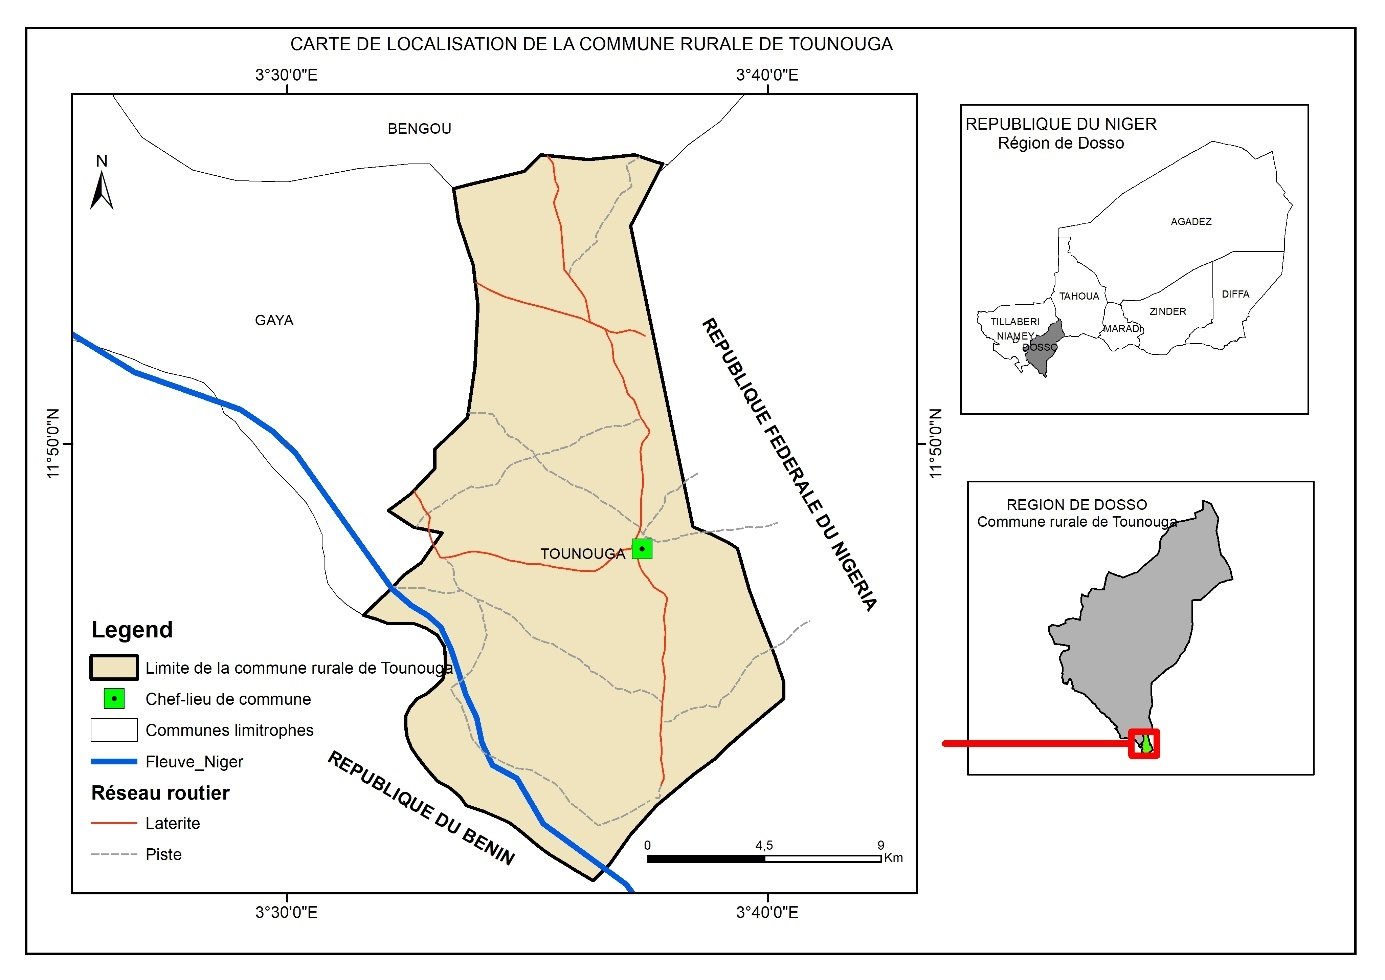 CARTE DE LOCALISATION DE LA COMMUNE RURALE DE TOUNOUGA
3°30'0"E
3°40'0"E
BENGOU
N
GAYA
11°50'0"N
11°50'0"N
REPUBLIQUE FEDERALE DU NIGERIA
TOUNOUGA
REPUBLIQUE DU BENIN
Legend
Limite de la commune rurale de Tounouga
Chef-lieu de commune
Communes limitrophes
Fleuve_Niger
Réseau routier
Laterite
Piste
0
4,5
9
Km
3°30'0"E
3°40'0"E
REPUBLIQUE DU NIGER
Région de Dosso
AGADEZ
TAHOUA
DIFFA
ZINDER
TILLABERI
MARADI
NIAMEY
DOSSO
REGION DE DOSSO
Commune rurale de Tounouga